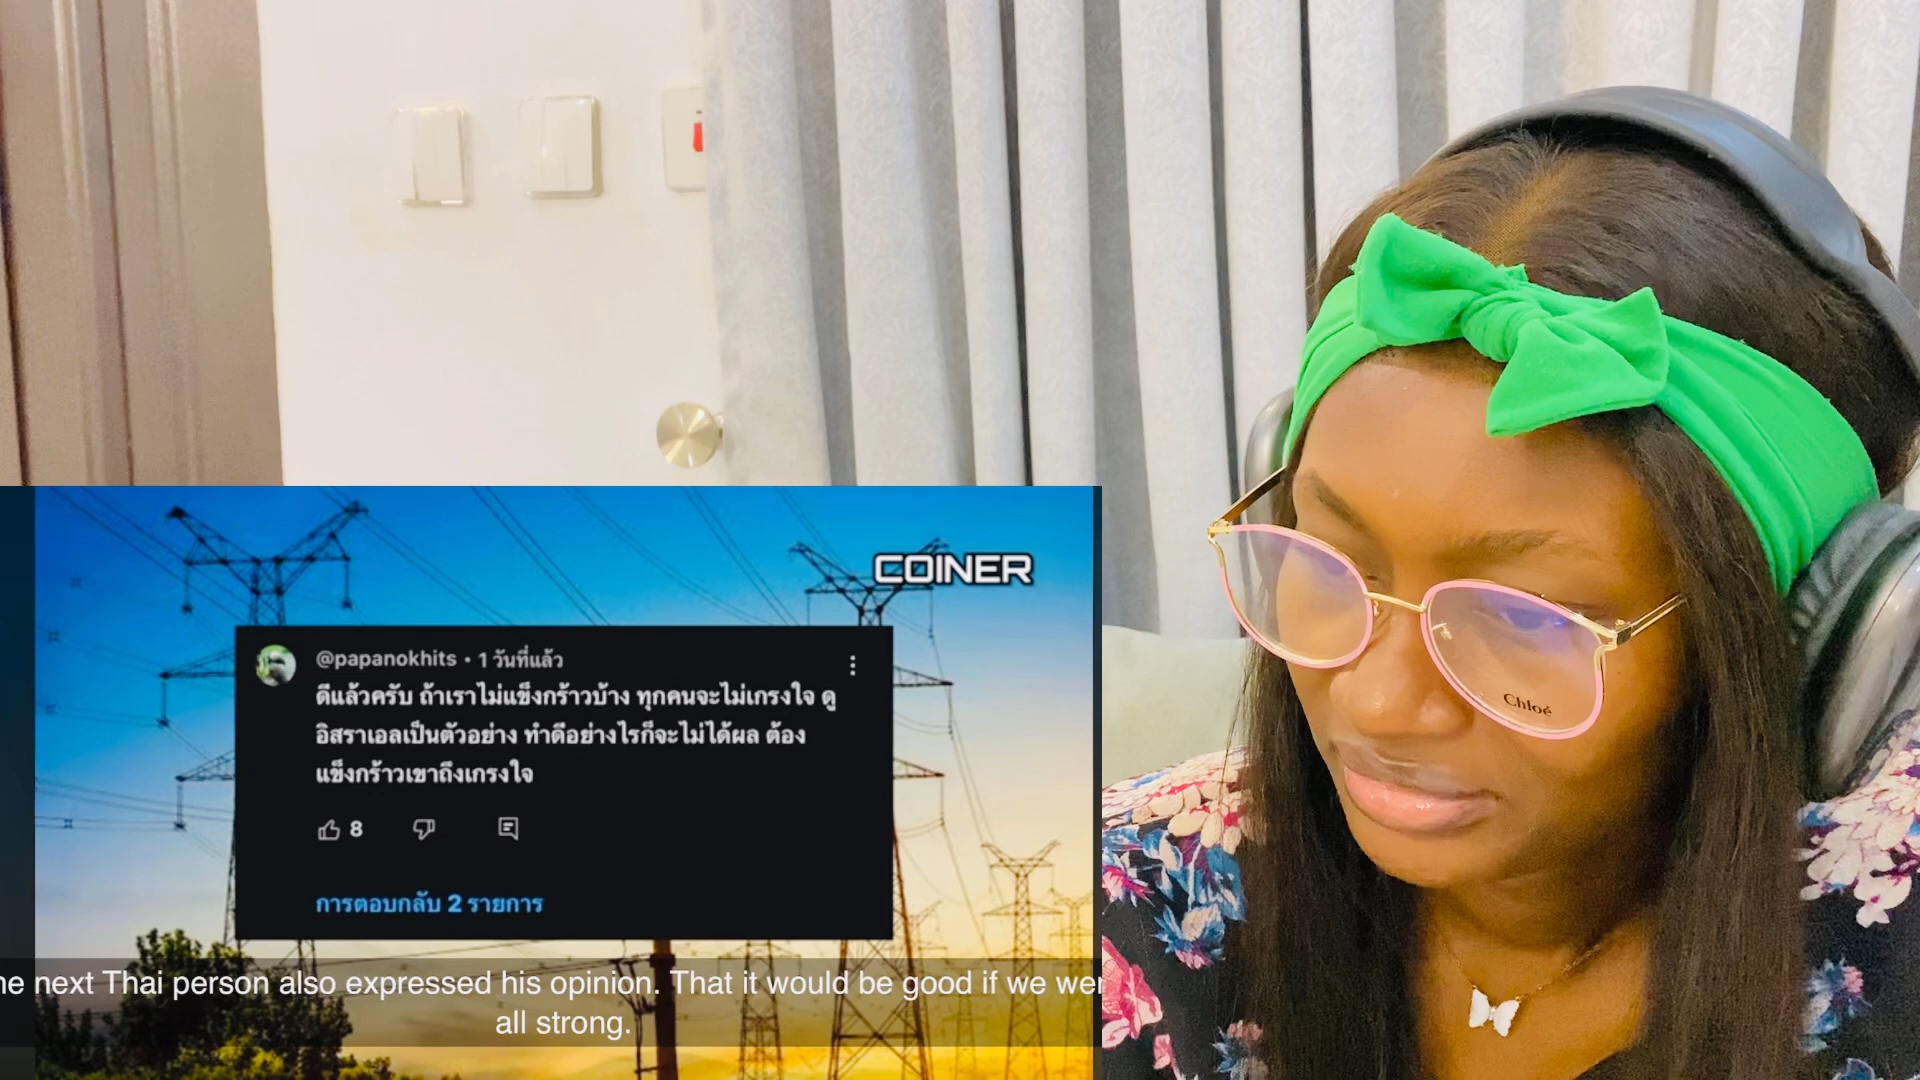 COINER
@papanokhits • 1 วันที่แล้ว
ดีแล้วครับ ถ้าเราไม่แข็งกร้าวบ้าง ทุกคนจะไม่เกรงใจ ดู
อิสราเอลเป็นตัวอย่าง ทำดีอย่างไรก็จะไม่ได้ผล ต้อง
แข็งกร้าวเขาถึงเกรงใจ
8
การตอบกลับ 2 รายการ
next Thai person also expressed his opinion. That it would be good if we
all strong.
Chloé